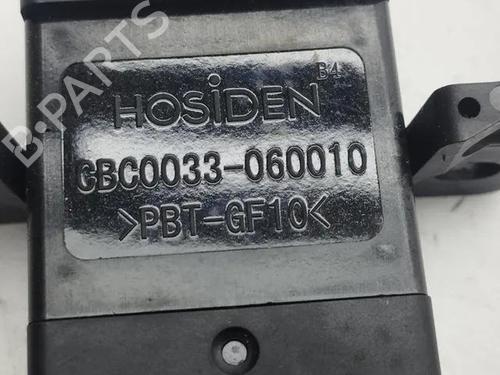 B-PARTS
B4
HOSiDEN
CBC0033-060010
>PBT-GF10<